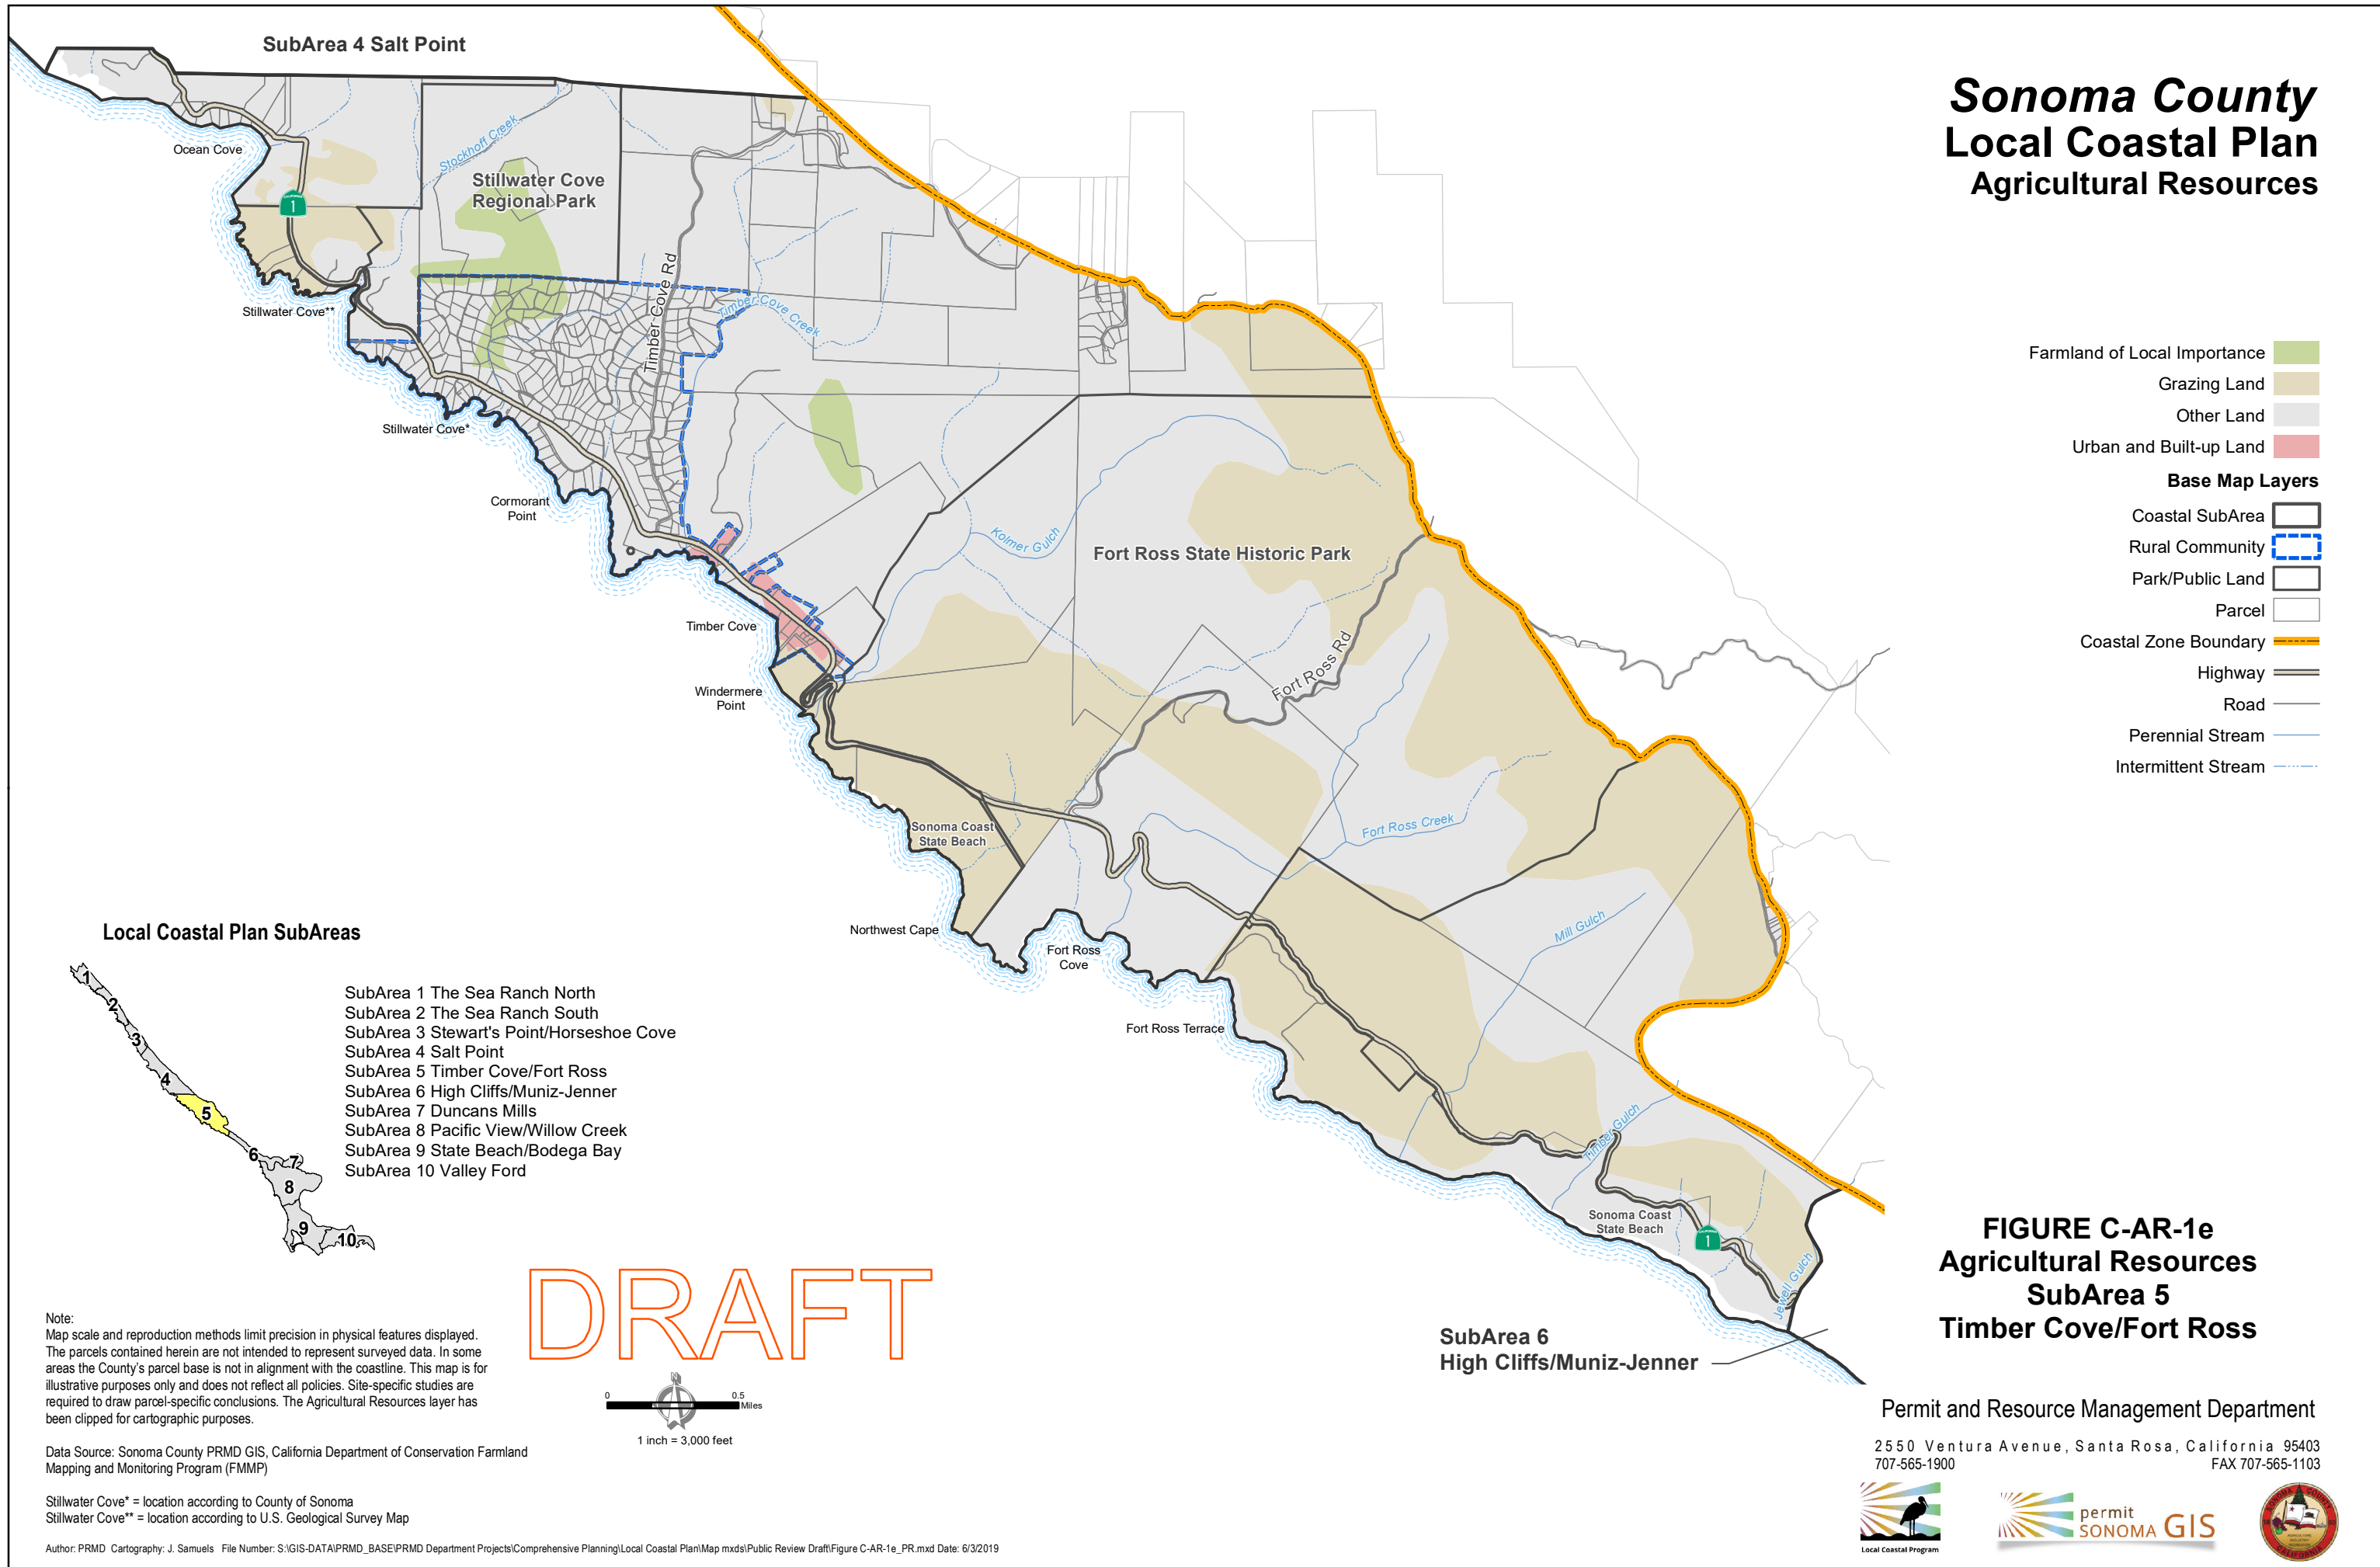 SubArea 4 Salt Point
Sonoma County
Local Coastal Plan
Agricultural Resources
Ocean Cove
Stockhoff Creek
Stillwater Cove
Regional Park
1
Timber Cove Rd
Timber Cove Creek
Stillwater Cove**
Stillwater Cove*
Cormorant
Point
Kolmer Gulch
Fort Ross State Historic Park
Timber Cove
Fort Ross Rd
Windermere
Point
Sonoma Coast
State Beach
Fort Ross Creek
Northwest Cape
Fort Ross
Cove
Mill Gulch
Fort Ross Terrace
Timber Gulch
Sonoma Coast
State Beach
1
Jewell Gulch
SubArea 6
High Cliffs/Muniz-Jenner
Farmland of Local Importance
Grazing Land
Other Land
Urban and Built-up Land
Base Map Layers
Coastal SubArea
Rural Community
Park/Public Land
Parcel
Coastal Zone Boundary
Highway
Road
Perennial Stream
Intermittent Stream
Local Coastal Plan SubAreas
1
2
3
4
5
6
7
8
9
10
SubArea 1 The Sea Ranch North
SubArea 2 The Sea Ranch South
SubArea 3 Stewart's Point/Horseshoe Cove
SubArea 4 Salt Point
SubArea 5 Timber Cove/Fort Ross
SubArea 6 High Cliffs/Muniz-Jenner
SubArea 7 Duncans Mills
SubArea 8 Pacific View/Willow Creek
SubArea 9 State Beach/Bodega Bay
SubArea 10 Valley Ford
DRAFT
N
0 0.5
Miles
1 inch = 3,000 feet
Note:
Map scale and reproduction methods limit precision in physical features displayed.
The parcels contained herein are not intended to represent surveyed data. In some
areas the County's parcel base is not in alignment with the coastline. This map is for
illustrative purposes only and does not reflect all policies. Site-specific studies are
required to draw parcel-specific conclusions. The Agricultural Resources layer has
been clipped for cartographic purposes.
Data Source: Sonoma County PRMD GIS, California Department of Conservation Farmland
Mapping and Monitoring Program (FMMP)
Stillwater Cove* = location according to County of Sonoma
Stillwater Cove** = location according to U.S. Geological Survey Map
Author: PRMD Cartography: J. Samuels File Number: S:\GIS-DATA\PRMD_BASE\PRMD Department Projects\Comprehensive Planning\Local Coastal Plan\Map mxds\Public Review Draft\Figure C-AR-1e_PR.mxd Date: 6/3/2019
FIGURE C-AR-1e
Agricultural Resources
SubArea 5
Timber Cove/Fort Ross
Permit and Resource Management Department
2550 Ventura Avenue, Santa Rosa, California 95403
707-565-1900 FAX 707-565-1103
Local Coastal Program
permit
SONOMA GIS
SONOMA COUNTY
CALIFORNIA